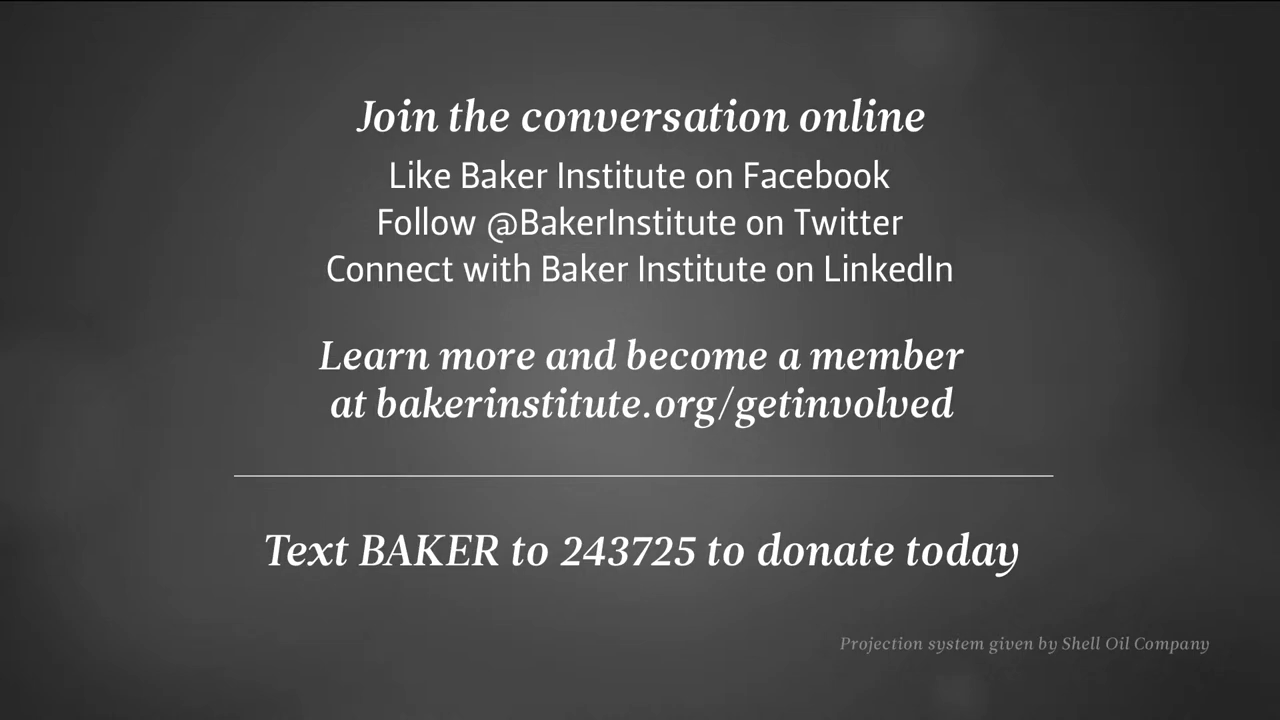 Join the conversation online
Like Baker Institute on Facebook
Follow @BakerInstitute on Twitter
Connect with Baker Institute on LinkedIn
Learn more and become a member
at bakerinstitute.org/getinvolved
Text BAKER to 243725 to donate today
Projection system given by Shell Oil Company